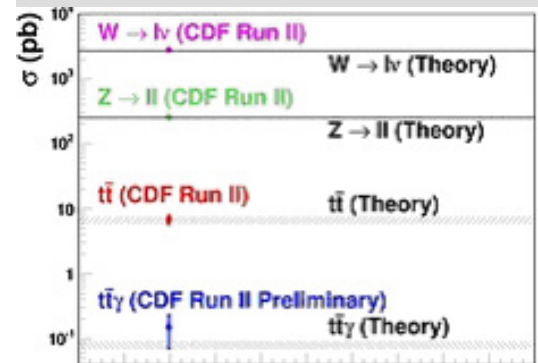 σ (pb)
10⁴
W → lν (CDF Run II)
W → lν (Theory)
10³
Z → ll (CDF Run II)
Z → ll (Theory)
10²
tt̄ (CDF Run II)
tt̄ (Theory)
10
1
tt̄γ (CDF Run II Preliminary)
tt̄γ (Theory)
10⁻¹